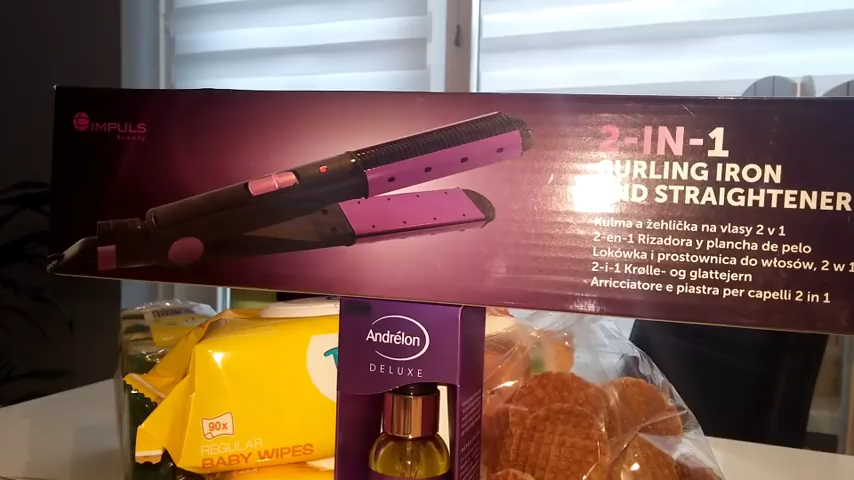 IMPULS
beauty
2-IN-1
CURLING IRON
AND STRAIGHTENER
Kulma a žehlička na vlasy 2 v 1
2-en-1 Rizadora y plancha de pelo
Lokówka i prostownica do włosów, 2 w 1
2-i-1 Krølle- og glattejern
Arricciatore e piastra per capelli 2 in 1
Andrélon
DELUXE
90x
REGULAR
BABY WIPES